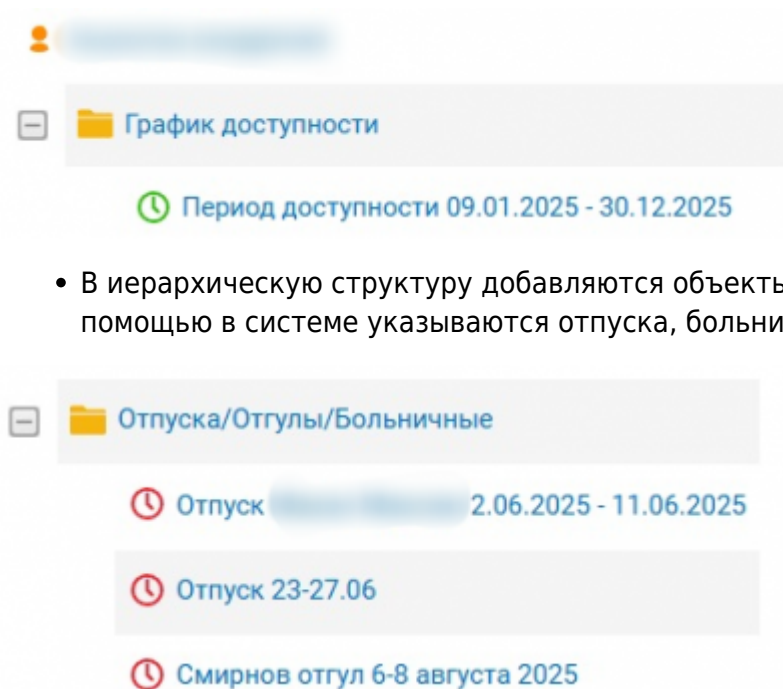 График доступности
Период доступности 09.01.2025 - 30.12.2025
• В иерархическую структуру добавляются объекты
помощью в системе указываются отпуска, больни
Отпуска/Отгулы/Больничные
Отпуск 2.06.2025 - 11.06.2025
Отпуск 23-27.06
Смирнов отгул 6-8 августа 2025